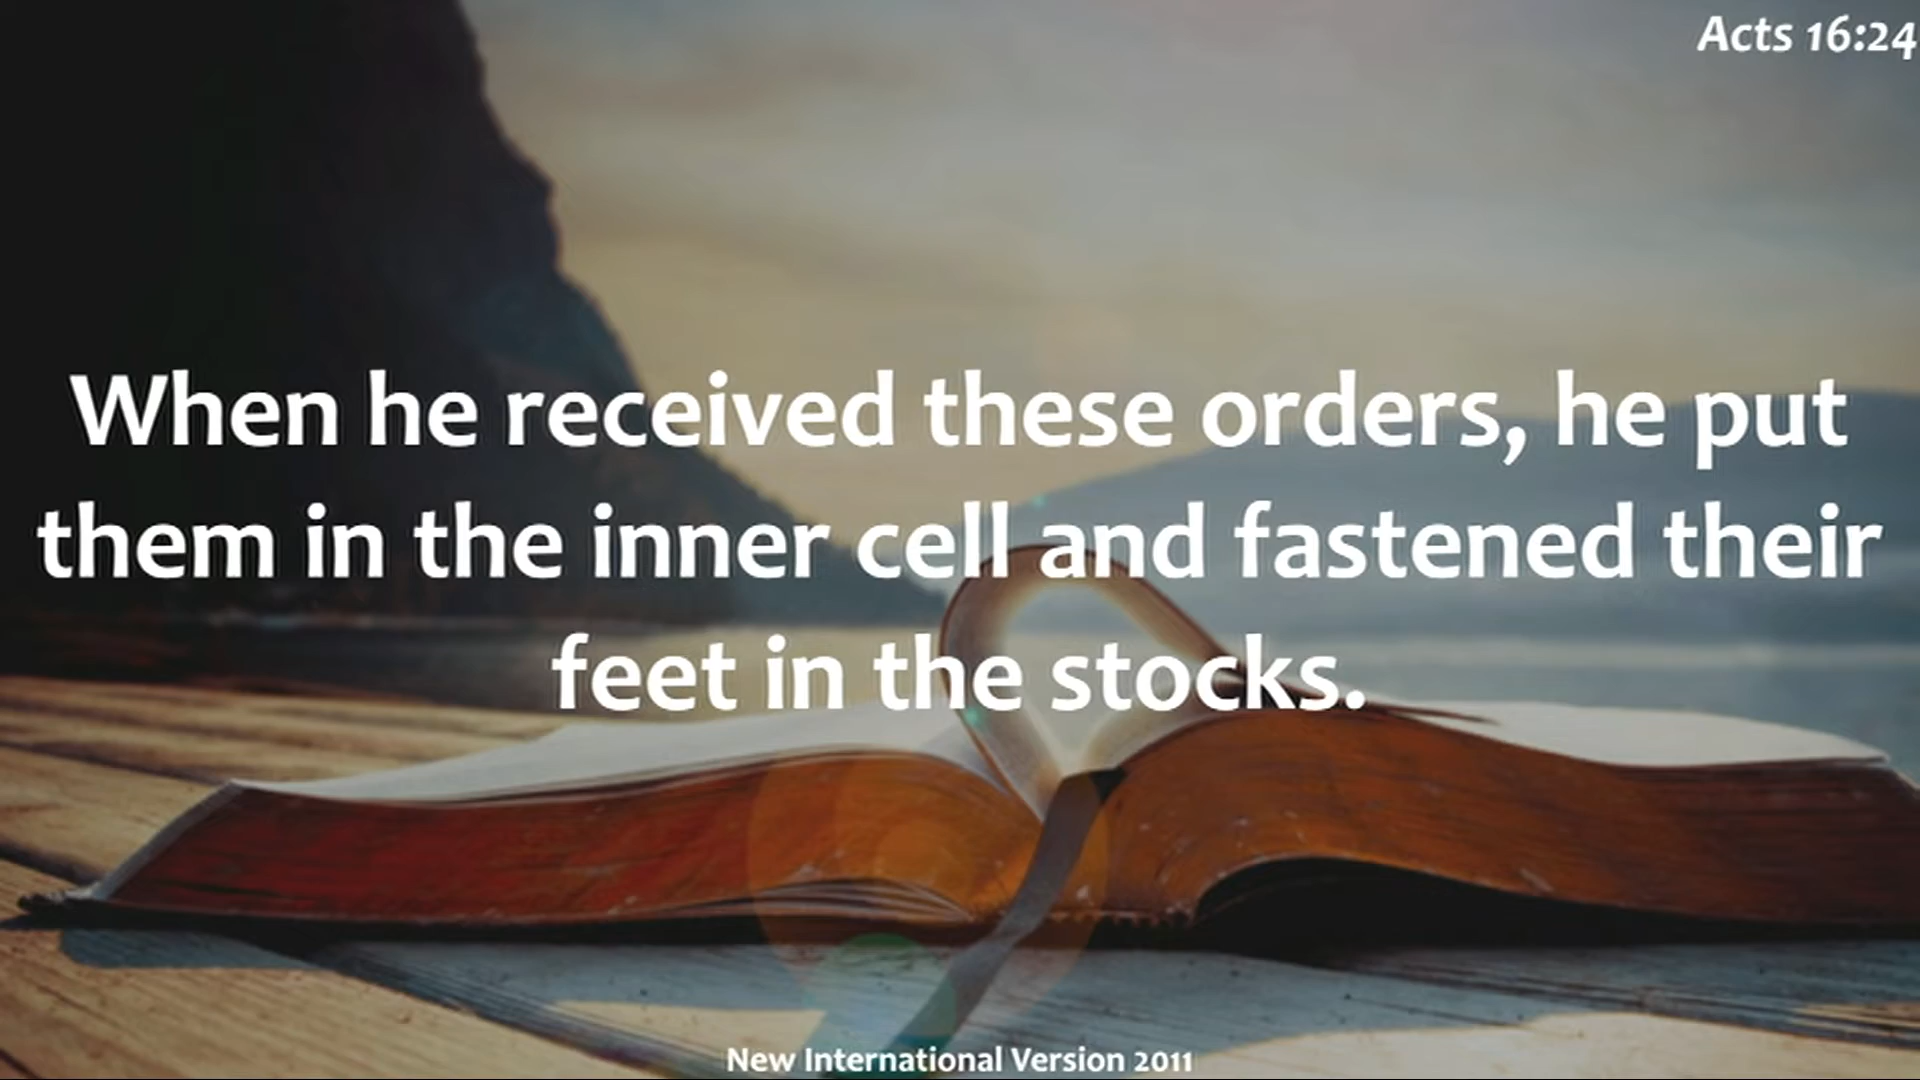 Acts 16:24
When he received these orders, he put
them in the inner cell and fastened their
feet in the stocks.
New International Version 2011